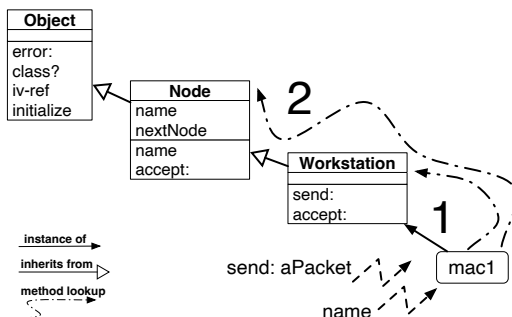 Object
error:
class?
iv-ref
initialize
Node
name
nextNode
name
accept:
2
Workstation
send:
accept:
1
mac1
send: aPacket
name
instance of
inherits from
method lookup